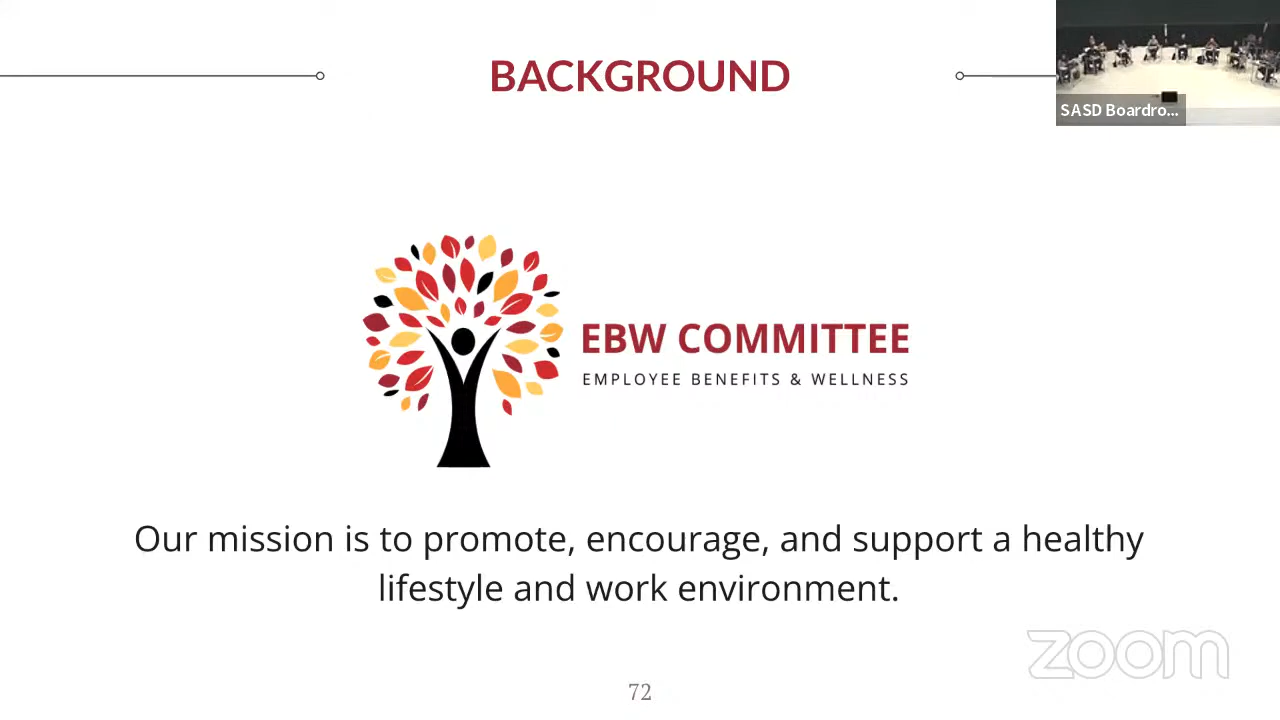 BACKGROUND
SASD Boardro...
EBW COMMITTEE
EMPLOYEE BENEFITS & WELLNESS
Our mission is to promote, encourage, and support a healthy
lifestyle and work environment.
zoom
72